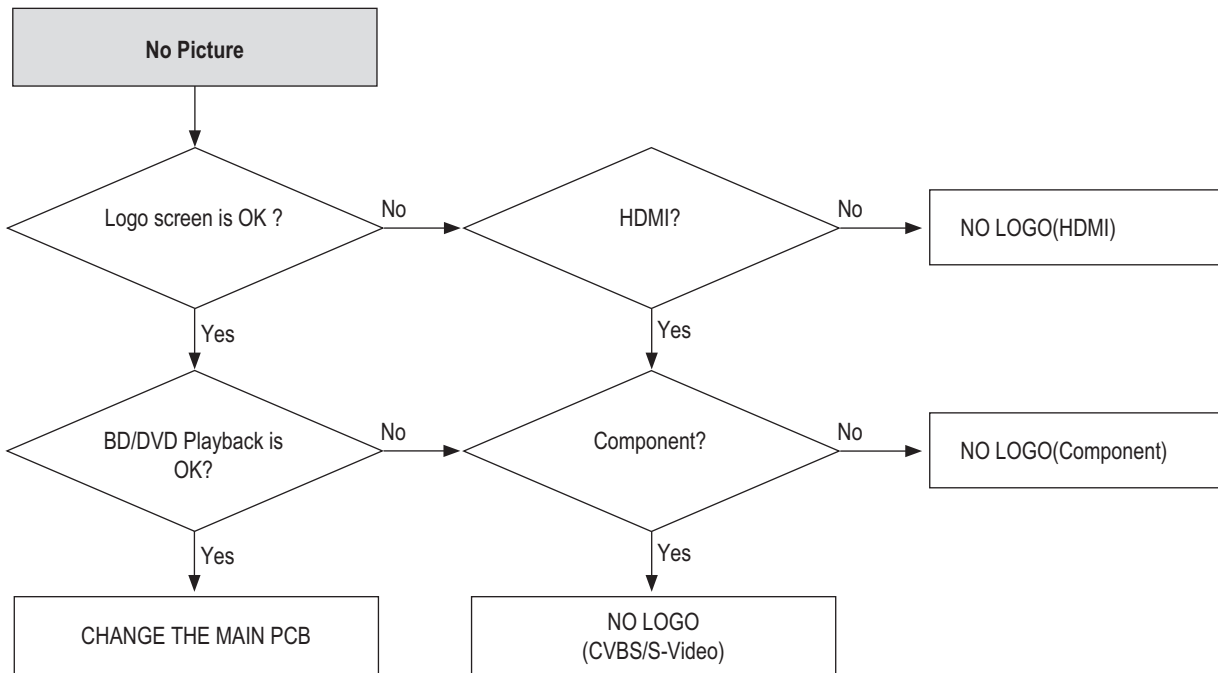 No Picture
Logo screen is OK ?
No
HDMI?
No
NO LOGO(HDMI)
Yes
Yes
BD/DVD Playback is
OK?
No
Component?
No
NO LOGO(Component)
Yes
Yes
CHANGE THE MAIN PCB
NO LOGO
(CVBS/S-Video)